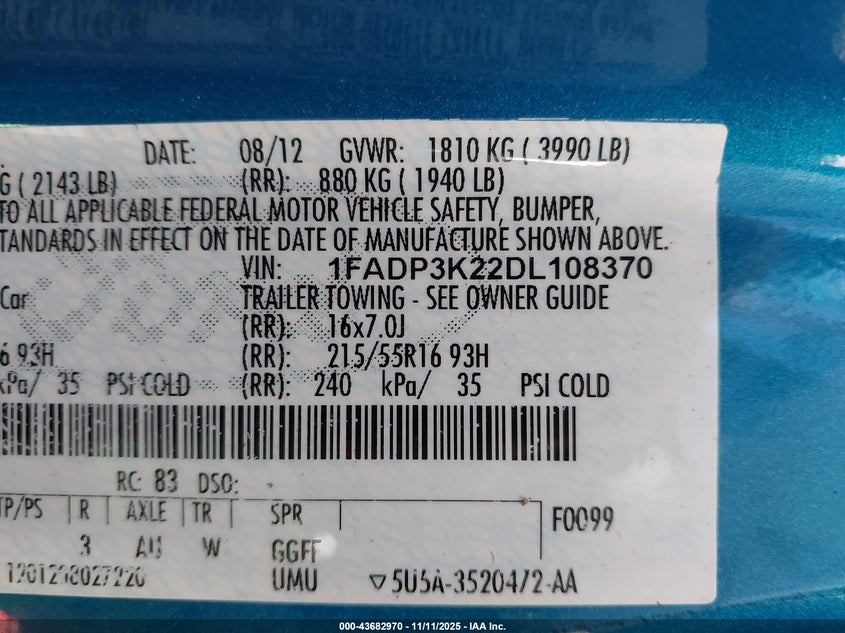 DATE: 08/12 GVWR: 1810 KG ( 3990 LB)
G ( 2143 LB) (RR): 880 KG ( 1940 LB)
TO ALL APPLICABLE FEDERAL MOTOR VEHICLE SAFETY, BUMPER,
TANDARDS IN EFFECT ON THE DATE OF MANUFACTURE SHOWN ABOVE.
VIN: 1FADP3K22DL108370
Car TRAILER TOWING - SEE OWNER GUIDE
(RR): 16x7.0J
6 93H (RR): 215/55R16 93H
kPa/ 35 PSI COLD (RR): 240 kPa/ 35 PSI COLD
RC: 83 DSO:
TP/PS R AXLE TR SPR F0099
3 AU W GGFF
UMU ▽5U5A-3520472-AA
000-43682970 - 11/11/2025 - IAA Inc.